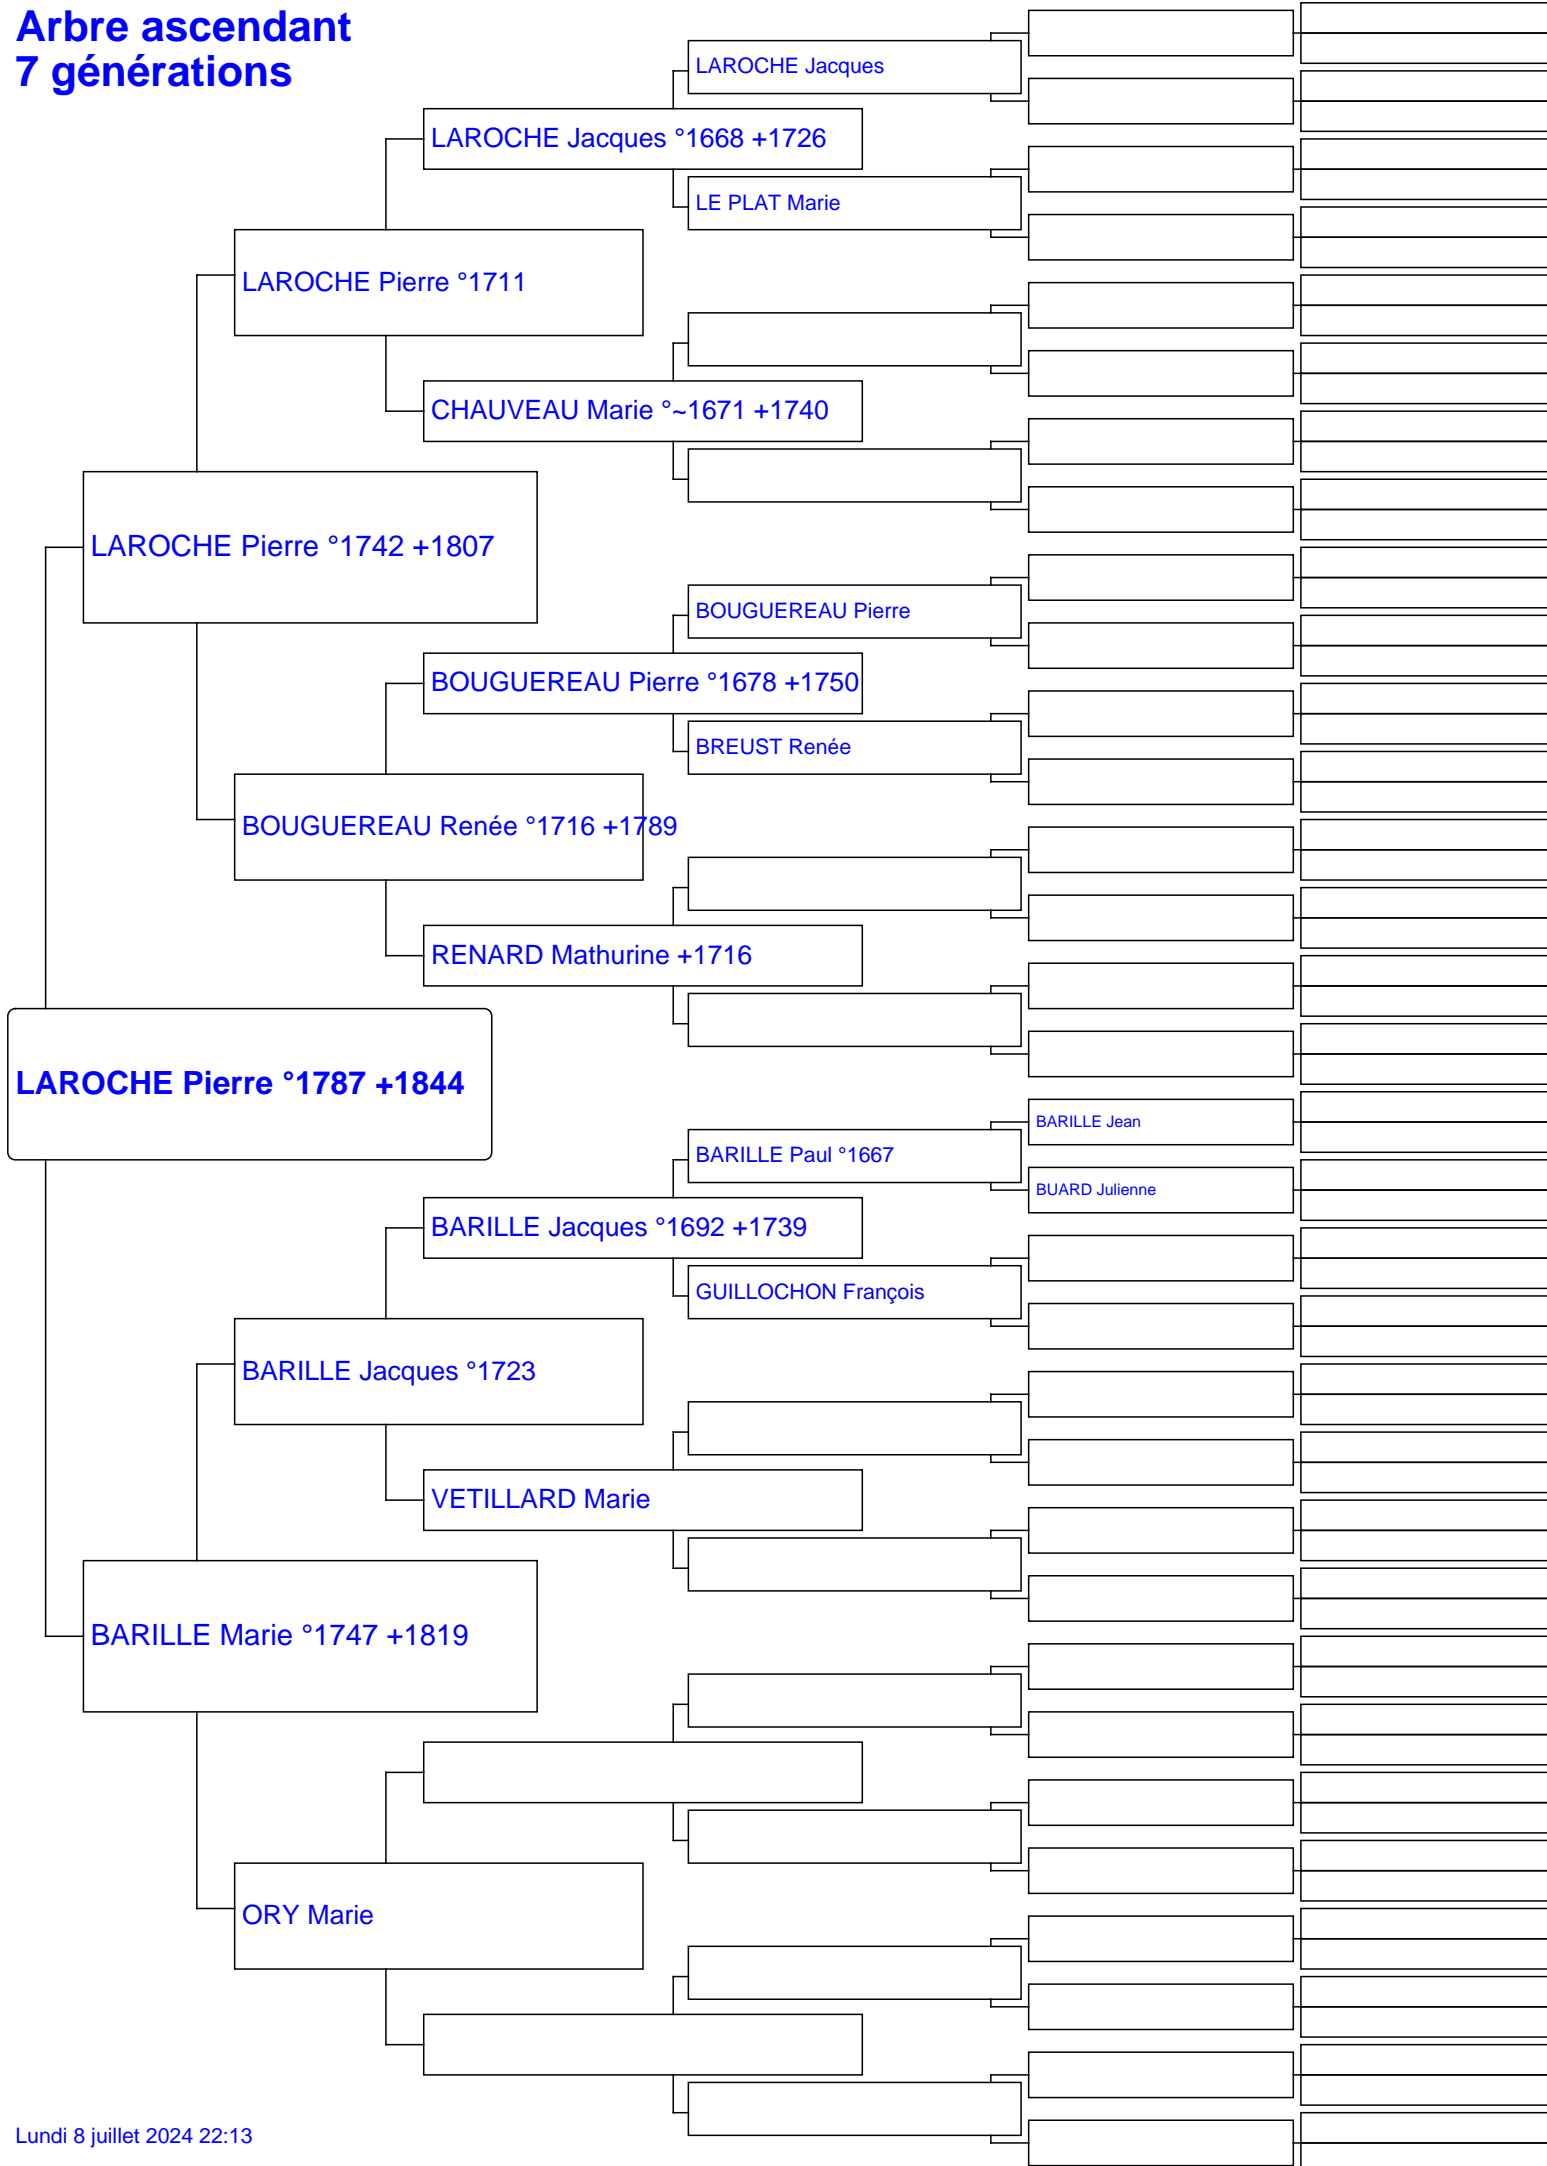 Arbre ascendant
7 générations
LAROCHE Jacques
LAROCHE Jacques °1668 +1726
LE PLAT Marie
LAROCHE Pierre °1711
CHAUVEAU Marie °~1671 +1740
LAROCHE Pierre °1742 +1807
BOUGUEREAU Pierre
BOUGUEREAU Pierre °1678 +1750
BREUST Renée
BOUGUEREAU Renée °1716 +1789
RENARD Mathurine +1716
LAROCHE Pierre °1787 +1844
BARILLE Jean
BARILLE Paul °1667
BUARD Julienne
BARILLE Jacques °1692 +1739
GUILLOCHON François
BARILLE Jacques °1723
VETILLARD Marie
BARILLE Marie °1747 +1819
ORY Marie
Lundi 8 juillet 2024 22:13